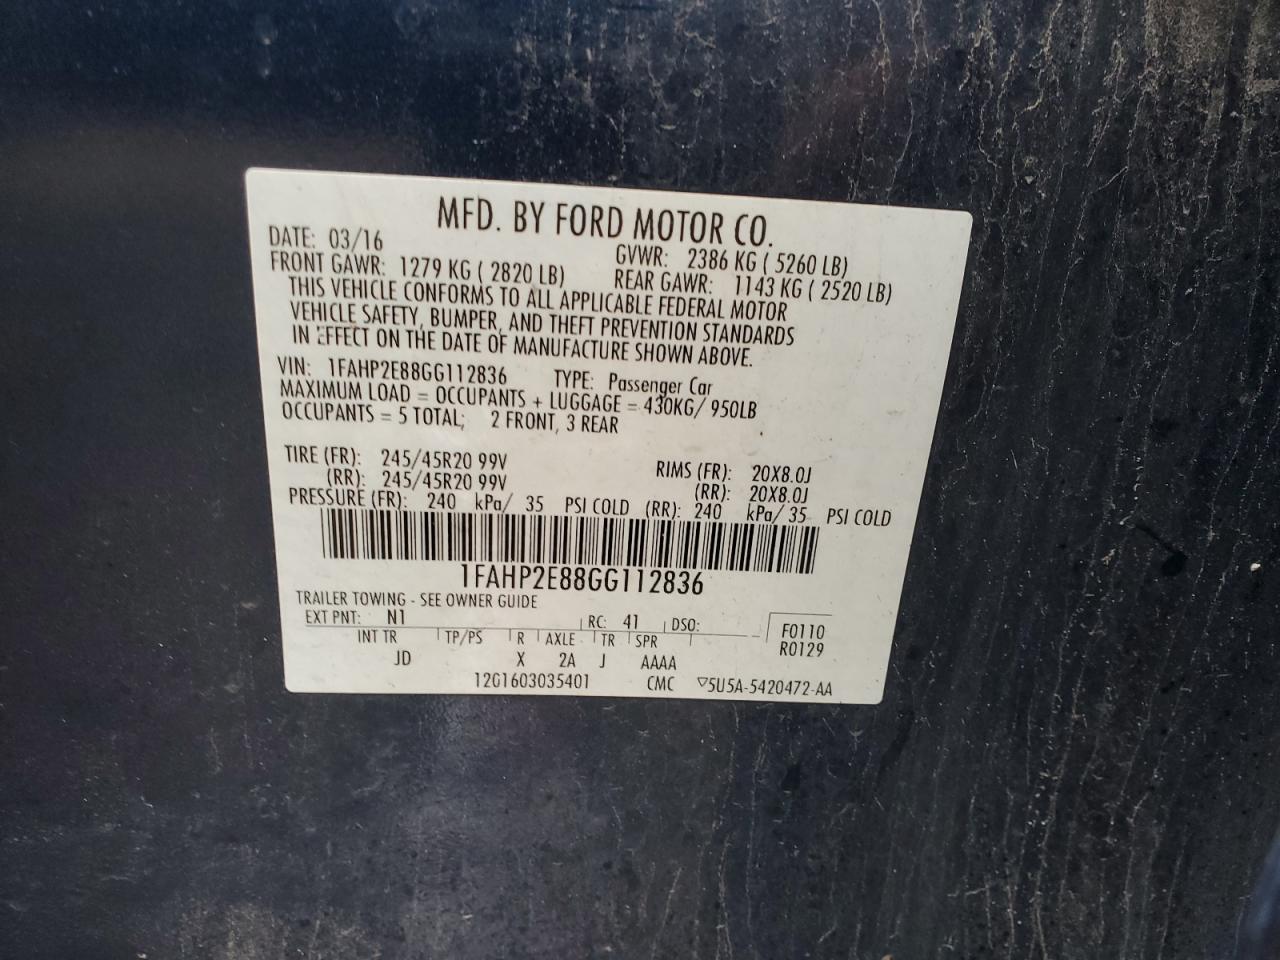 MFD. BY FORD MOTOR CO.
DATE: 03/16 GVWR: 2386 KG ( 5260 LB)
FRONT GAWR: 1279 KG ( 2820 LB) REAR GAWR: 1143 KG ( 2520 LB)
THIS VEHICLE CONFORMS TO ALL APPLICABLE FEDERAL MOTOR
VEHICLE SAFETY, BUMPER, AND THEFT PREVENTION STANDARDS
IN EFFECT ON THE DATE OF MANUFACTURE SHOWN ABOVE.
VIN: 1FAHP2E88GG112836 TYPE: Passenger Car
MAXIMUM LOAD = OCCUPANTS + LUGGAGE = 430KG/ 950LB
OCCUPANTS = 5 TOTAL; 2 FRONT, 3 REAR
TIRE (FR): 245/45R20 99V RIMS (FR): 20X8.0J
(RR): 245/45R20 99V (RR): 20X8.0J
PRESSURE (FR): 240 kPa/ 35 PSI COLD (RR): 240 kPa/ 35 PSI COLD
1FAHP2E88GG112836
TRAILER TOWING - SEE OWNER GUIDE
EXT PNT: N1 RC: 41 DSO: F0110
INT TR TP/PS R AXLE TR SPR R0129
JD X 2A J AAAA
12G1603035401 CMC ▽5U5A-5420472-AA